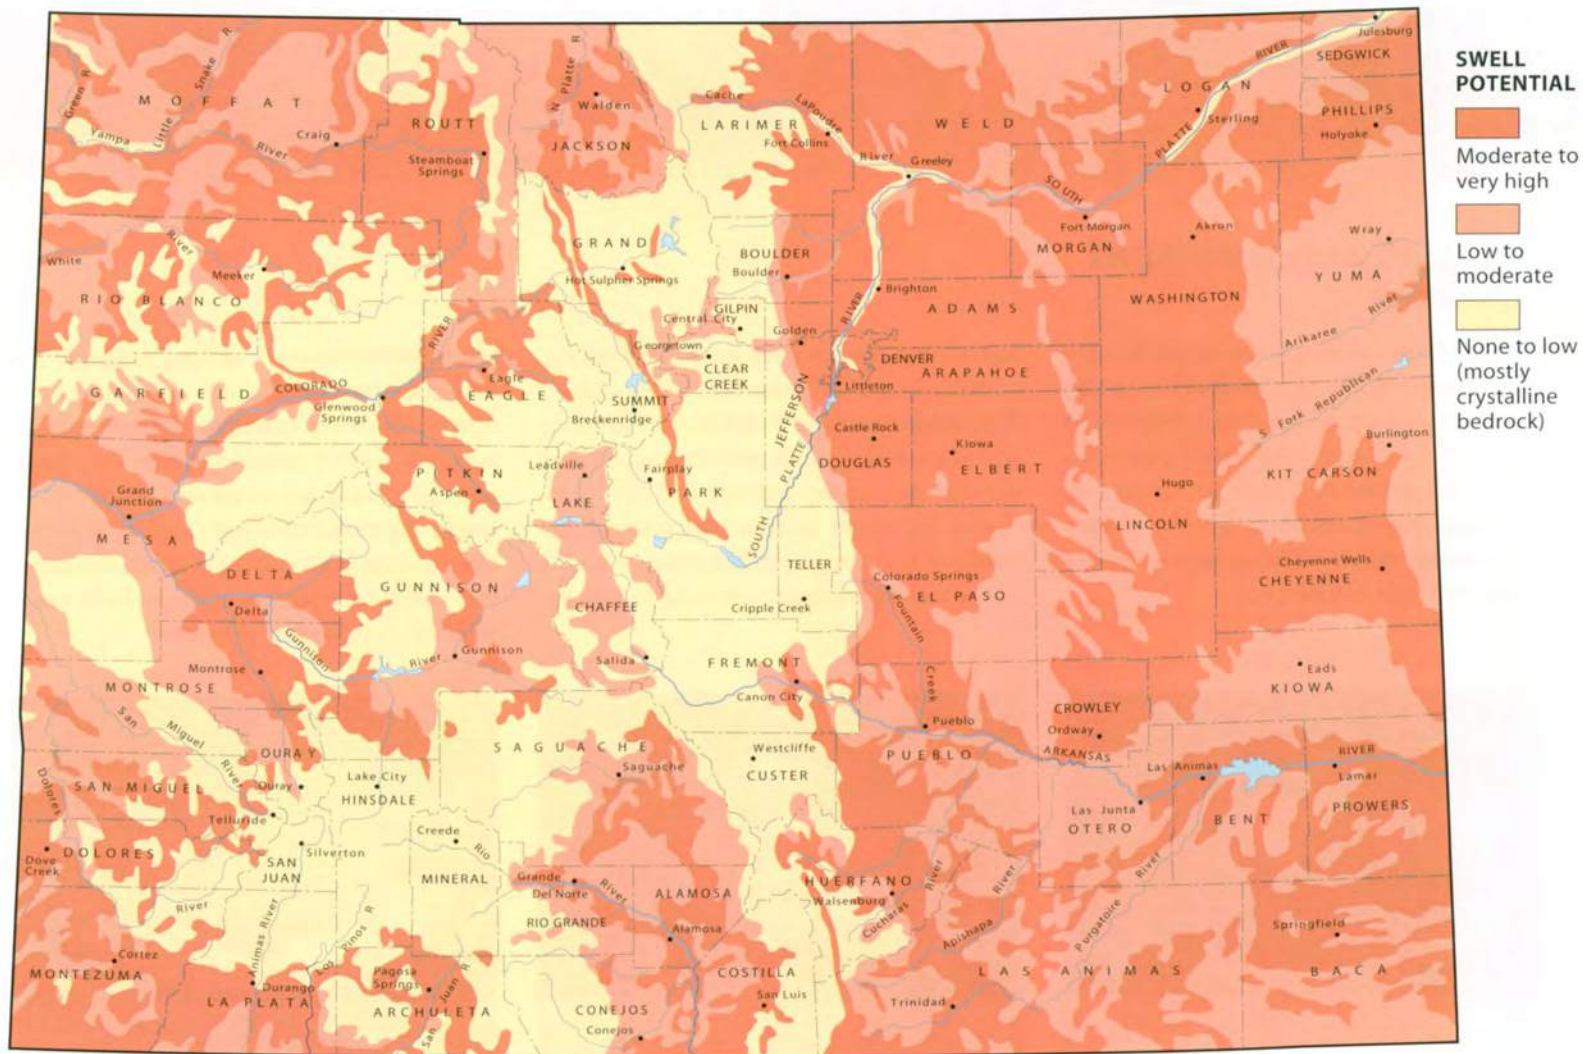 SWELL
POTENTIAL
Moderate to
very high
Low to
moderate
None to low
(mostly
crystalline
bedrock)
Julesburg
RIVER
SEDGWICK
Green R
Little Snake R
MOFFAT
N Platte R
Walden
Cache
LaPoudre
LOGAN
PHILLIPS
Sterling
Holyoke
PLATTE
Yampa
River
Craig
ROUTT
Steamboat
Springs
JACKSON
LARIMER
Fort Collins
WELD
River
Greeley
SOUTH
Fort Morgan
MORGAN
Akron
Wray
YUMA
White
River
Meeker
RIO BLANCO
GRAND
Hot Sulpher Springs
BOULDER
Boulder
Brighton
ADAMS
WASHINGTON
Arikaree River
GILPIN
Central City
Golden
RIVER
Georgetown
CLEAR
CREEK
DENVER
ARAPAHOE
Littleton
GARFIELD
COLORADO
RIVER
Glenwood
Springs
Eagle
EAGLE
SUMMIT
Breckenridge
JEFFERSON
Castle Rock
DOUGLAS
Kiowa
ELBERT
S Fork Republican
Burlington
KIT CARSON
PITKIN
Aspen
Leadville
LAKE
Fairplay
PARK
PLATTE
SOUTH
Hugo
LINCOLN
Grand
Junction
MESA
DELTA
Delta
GUNNISON
CHAFFEE
TELLER
Cripple Creek
Colorado Springs
EL PASO
Fountain
Creek
Cheyenne Wells
CHEYENNE
Gunnison
River
Gunnison
Montrose
MONTROSE
Salida
FREMONT
Canon City
Eads
KIOWA
San
Miguel
River
OURAY
Ouray
SAGUACHE
Saguache
Westcliffe
CUSTER
Pueblo
PUEBLO
CROWLEY
Ordway
ARKANSAS
Las Animas
RIVER
Lamar
PROWERS
Dolores
SAN MIGUEL
Lake City
HINSDALE
Telluride
Las Junta
OTERO
BENT
Dove
Creek
DOLORES
SAN
JUAN
Silverton
Creede
Rio
MINERAL
Grande
Del Norte
River
ALAMOSA
Alamosa
RIO GRANDE
HUERFANO
Walsenburg
Cucharas
River
Apishapa
River
Purgatoire
River
Springfield
BACA
River
Animas River
Los Pinos R
Cortez
MONTEZUMA
Durango
LA PLATA
Pagosa
Springs
San Juan R
ARCHULETA
CONEJOS
Conejos
COSTILLA
San Luis
LAS ANIMAS
Trinidad